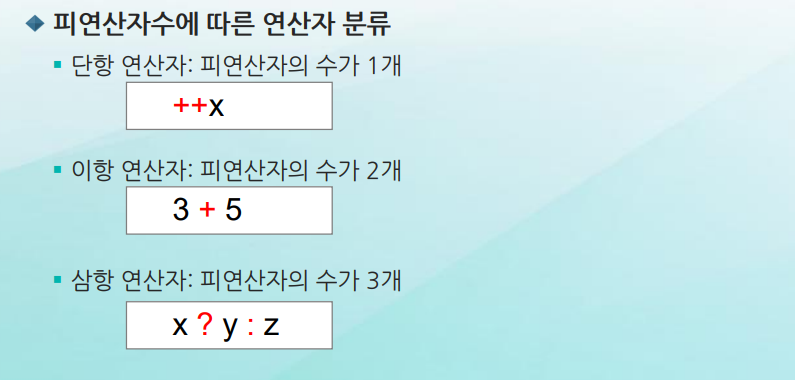 피연산자수에 따른 연산자 분류
단항 연산자: 피연산자의 수가 1개
++x
이항 연산자: 피연산자의 수가 2개
3 + 5
삼항 연산자: 피연산자의 수가 3개
x ? y : z